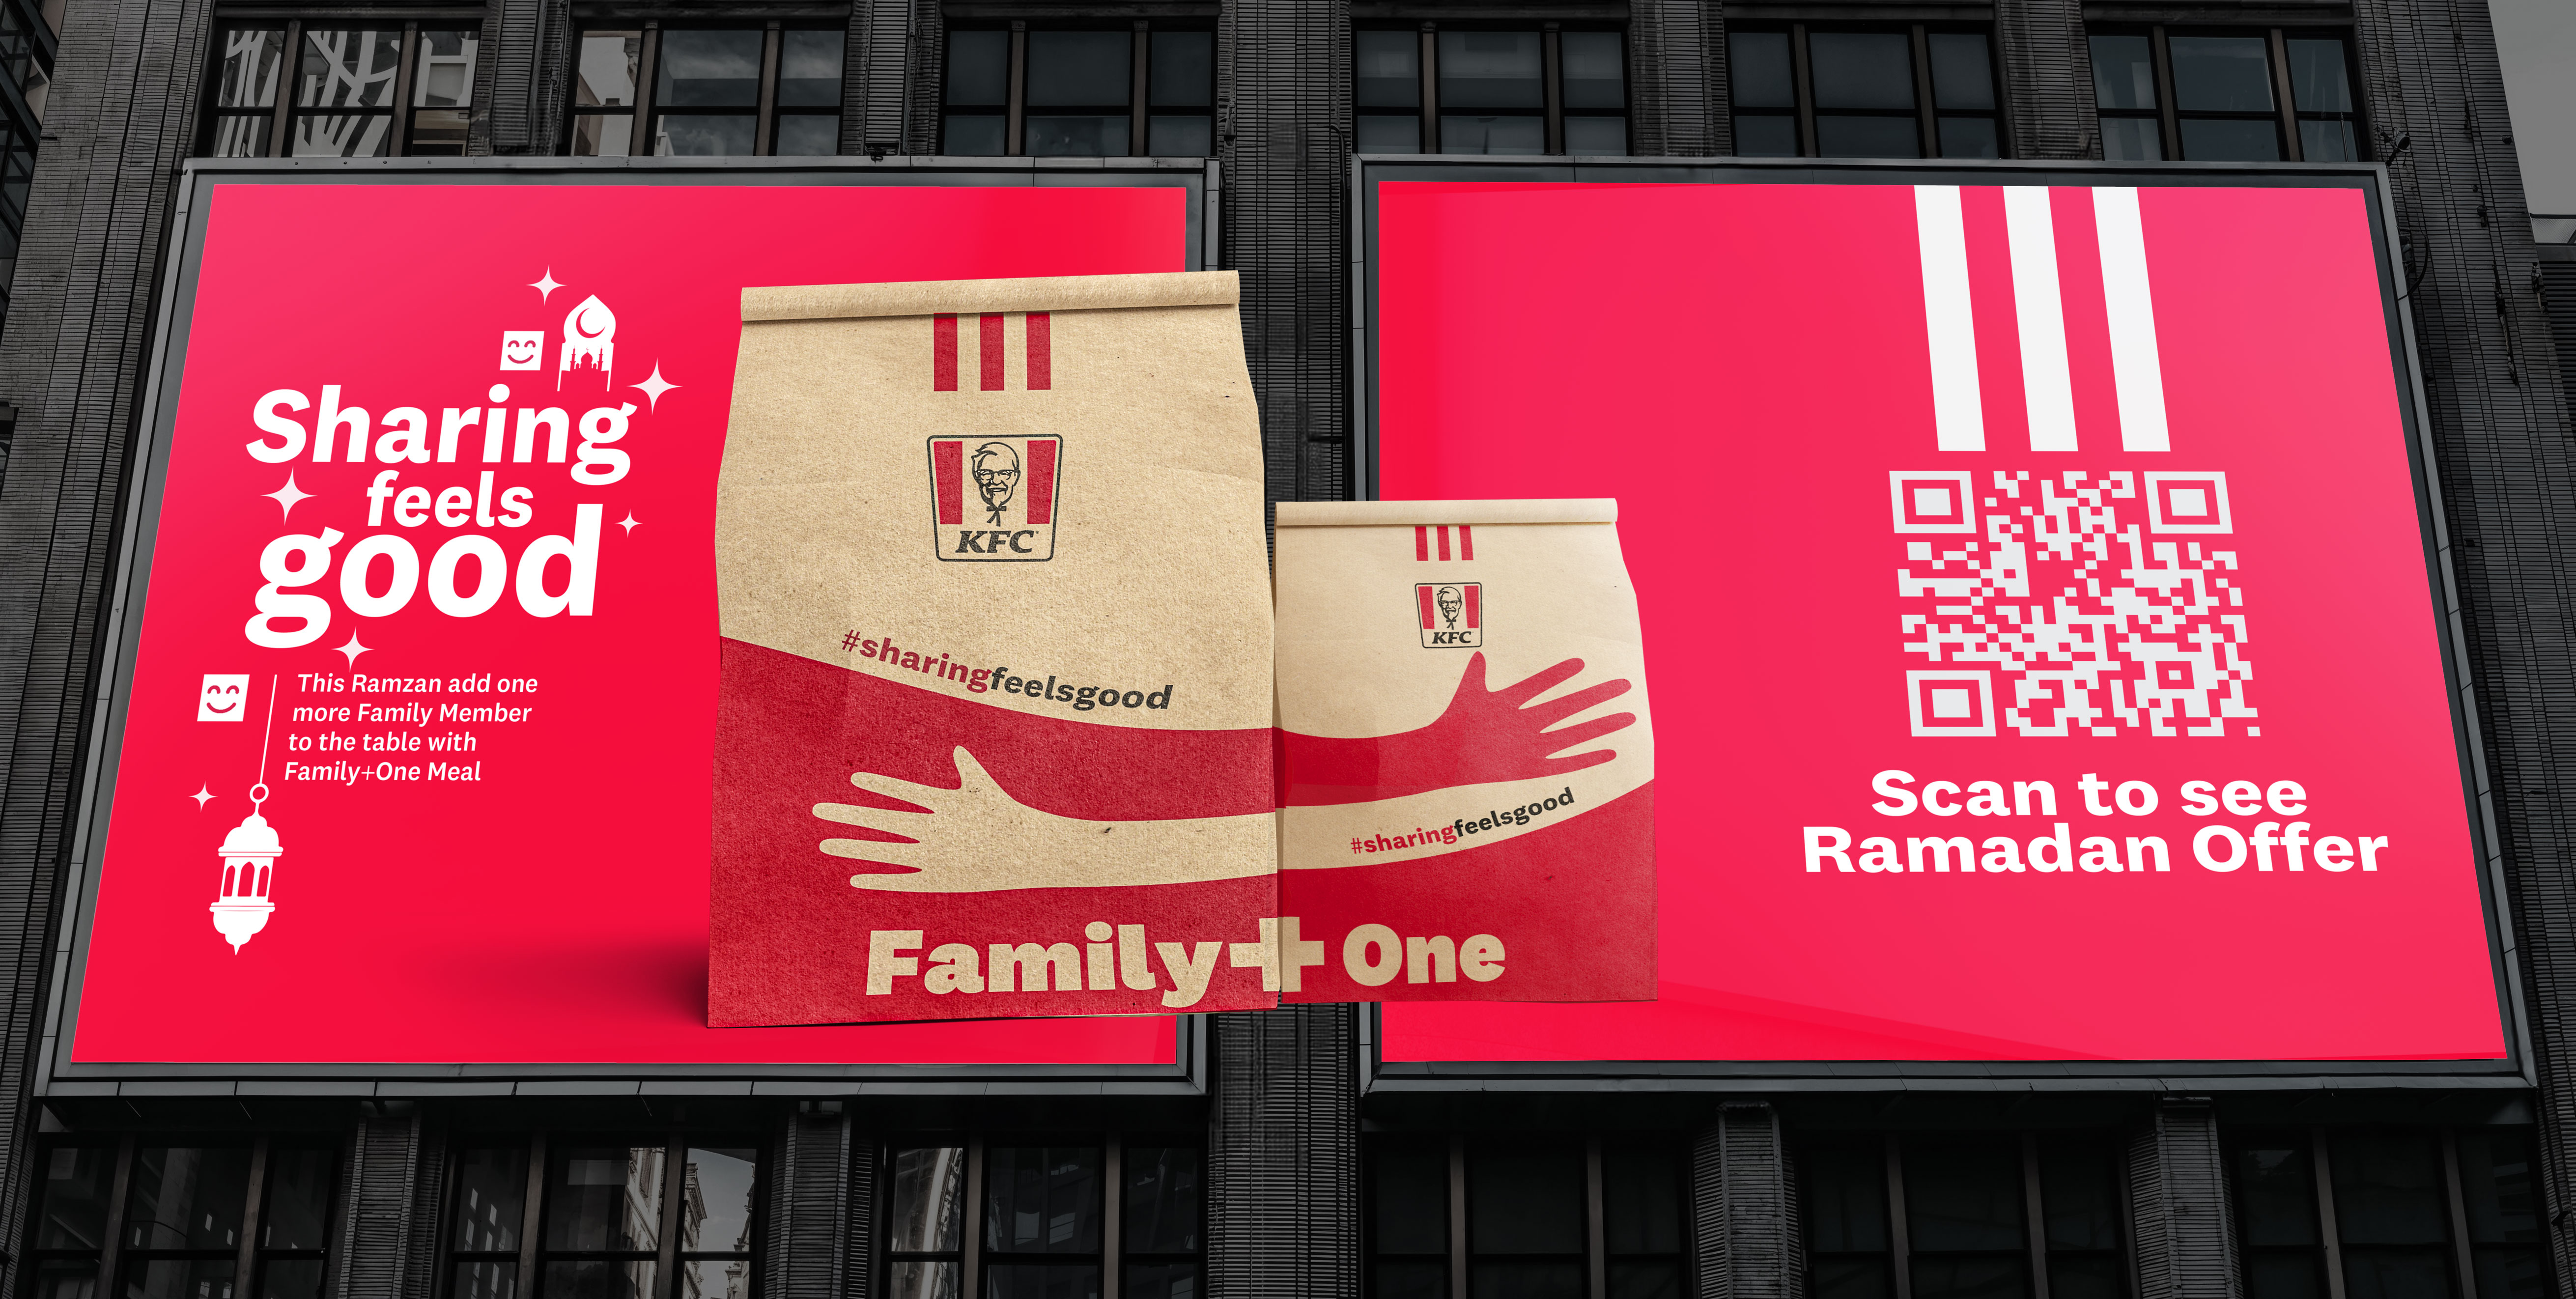 Sharing
feels
good
This Ramzan add one
more Family Member
to the table with
Family+One Meal
KFC
#sharingfeelsgood
Family+One
KFC
#sharingfeelsgood
Scan to see
Ramadan Offer